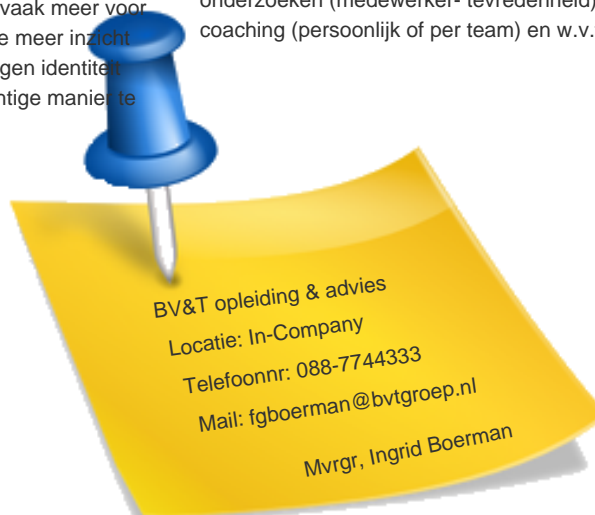 vaak meer voor
e meer inzicht
gen identiteit
ntige manier te
onderzoeken (medewerker- tevredenheid)
coaching (persoonlijk of per team) en w.v.
BV&T opleiding & advies
Locatie: In-Company
Telefoonnr: 088-7744333
Mail: fgboerman@bvtgroep.nl
Mvrgr, Ingrid Boerman